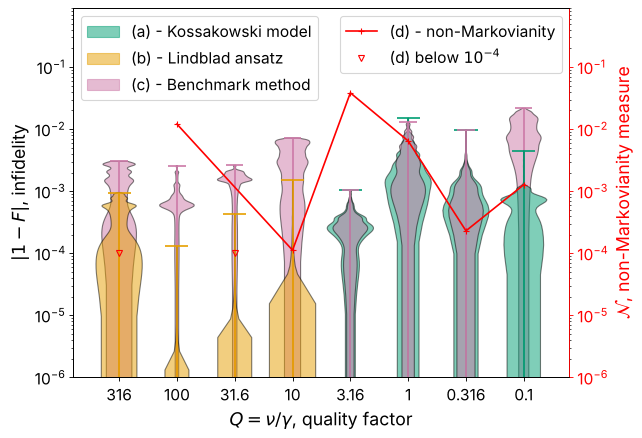 (a) - Kossakowski model
(b) - Lindblad ansatz
(c) - Benchmark method
(d) - non-Markovianity
(d) below 10⁻⁴
|1 − F|, infidelity
10⁻¹
10⁻²
10⁻³
10⁻⁴
10⁻⁵
10⁻⁶
10⁻¹
10⁻²
10⁻³
10⁻⁴
10⁻⁵
10⁻⁶
𝒩, non-Markovianity measure
316 100 31.6 10 3.16 1 0.316 0.1
Q = ν/γ, quality factor